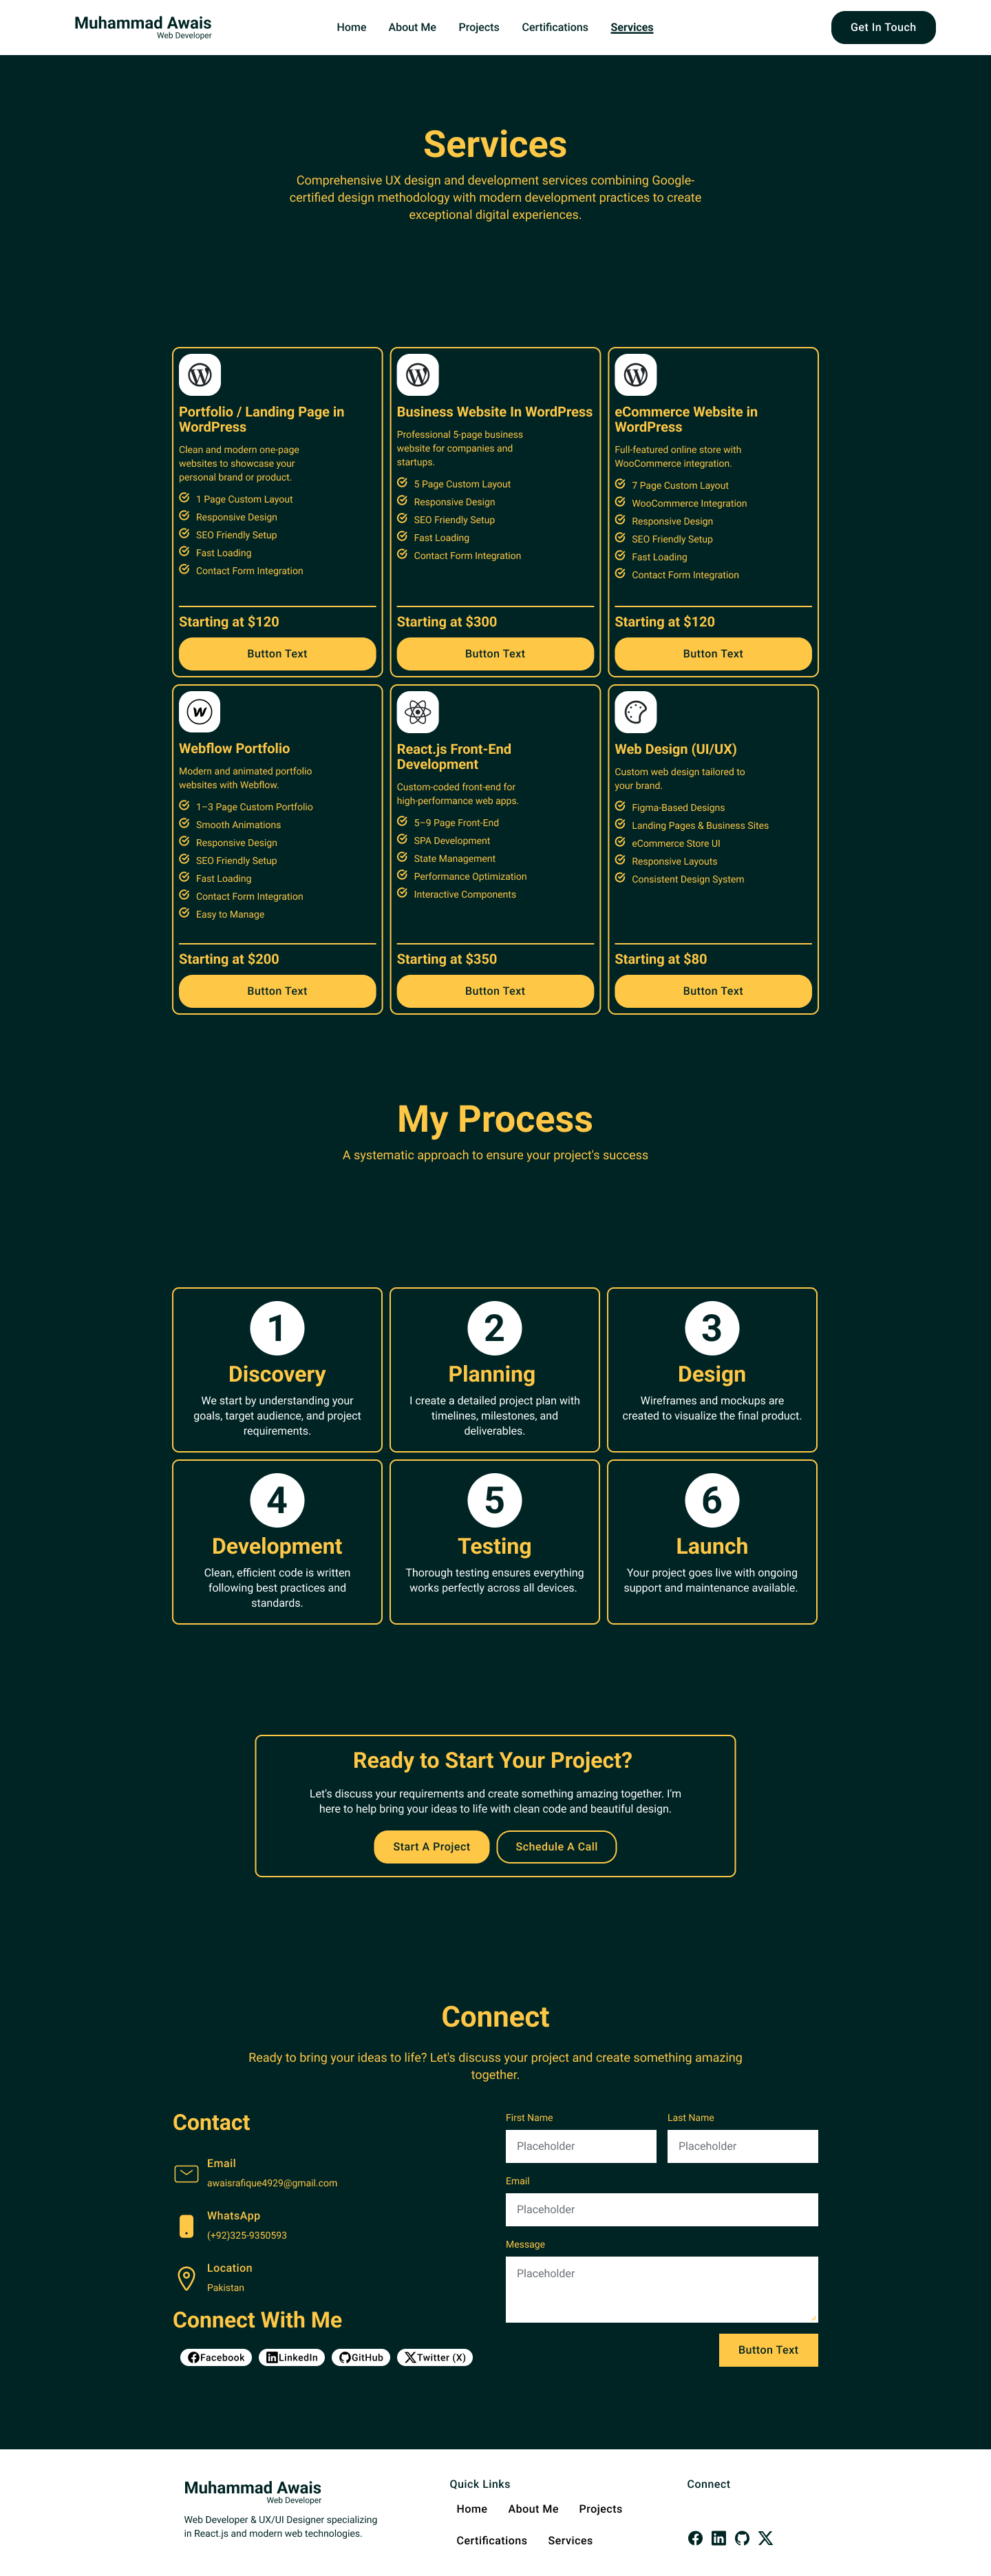 Muhammad Awais
Web Developer
Home About Me Projects Certifications Services
Get In Touch
Services
Comprehensive UX design and development services combining Google-
certified design methodology with modern development practices to create
exceptional digital experiences.
Portfolio / Landing Page in
WordPress
Clean and modern one-page
websites to showcase your
personal brand or product.
1 Page Custom Layout
Responsive Design
SEO Friendly Setup
Fast Loading
Contact Form Integration
Starting at $120
Button Text
Business Website In WordPress
Professional 5-page business
website for companies and
startups.
5 Page Custom Layout
Responsive Design
SEO Friendly Setup
Fast Loading
Contact Form Integration
Starting at $300
Button Text
eCommerce Website in
WordPress
Full-featured online store with
WooCommerce integration.
7 Page Custom Layout
WooCommerce Integration
Responsive Design
SEO Friendly Setup
Fast Loading
Contact Form Integration
Starting at $120
Button Text
Webflow Portfolio
Modern and animated portfolio
websites with Webflow.
1–3 Page Custom Portfolio
Smooth Animations
Responsive Design
SEO Friendly Setup
Fast Loading
Contact Form Integration
Easy to Manage
Starting at $200
Button Text
React.js Front-End
Development
Custom-coded front-end for
high-performance web apps.
5–9 Page Front-End
SPA Development
State Management
Performance Optimization
Interactive Components
Starting at $350
Button Text
Web Design (UI/UX)
Custom web design tailored to
your brand.
Figma-Based Designs
Landing Pages & Business Sites
eCommerce Store UI
Responsive Layouts
Consistent Design System
Starting at $80
Button Text
My Process
A systematic approach to ensure your project's success
1
Discovery
We start by understanding your
goals, target audience, and project
requirements.
2
Planning
I create a detailed project plan with
timelines, milestones, and
deliverables.
3
Design
Wireframes and mockups are
created to visualize the final product.
4
Development
Clean, efficient code is written
following best practices and
standards.
5
Testing
Thorough testing ensures everything
works perfectly across all devices.
6
Launch
Your project goes live with ongoing
support and maintenance available.
Ready to Start Your Project?
Let's discuss your requirements and create something amazing together. I'm
here to help bring your ideas to life with clean code and beautiful design.
Start A Project
Schedule A Call
Connect
Ready to bring your ideas to life? Let's discuss your project and create something amazing
together.
Contact
Email
awaisrafique4929@gmail.com
WhatsApp
(+92)325-9350593
Location
Pakistan
Connect With Me
Facebook LinkedIn GitHub Twitter (X)
First Name Last Name
Placeholder Placeholder
Email
Placeholder
Message
Placeholder
Button Text
Muhammad Awais
Web Developer
Web Developer & UX/UI Designer specializing
in React.js and modern web technologies.
Quick Links
Home About Me Projects
Certifications Services
Connect